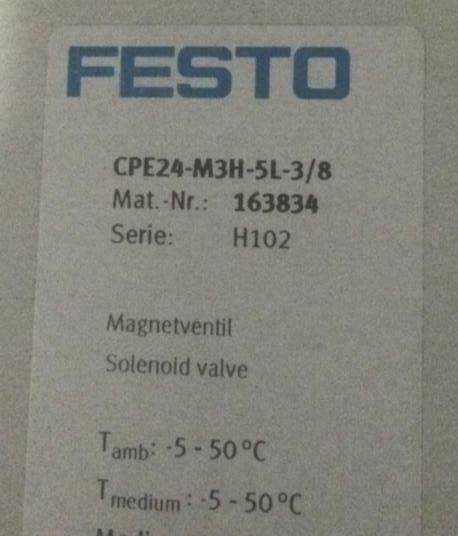 FESTO
CPE24-M3H-5L-3/8
Mat.-Nr.: 163834
Serie: H102
Magnetventil
Solenoid valve
Tamb: -5 - 50°C
Tmedium: -5 - 50°C